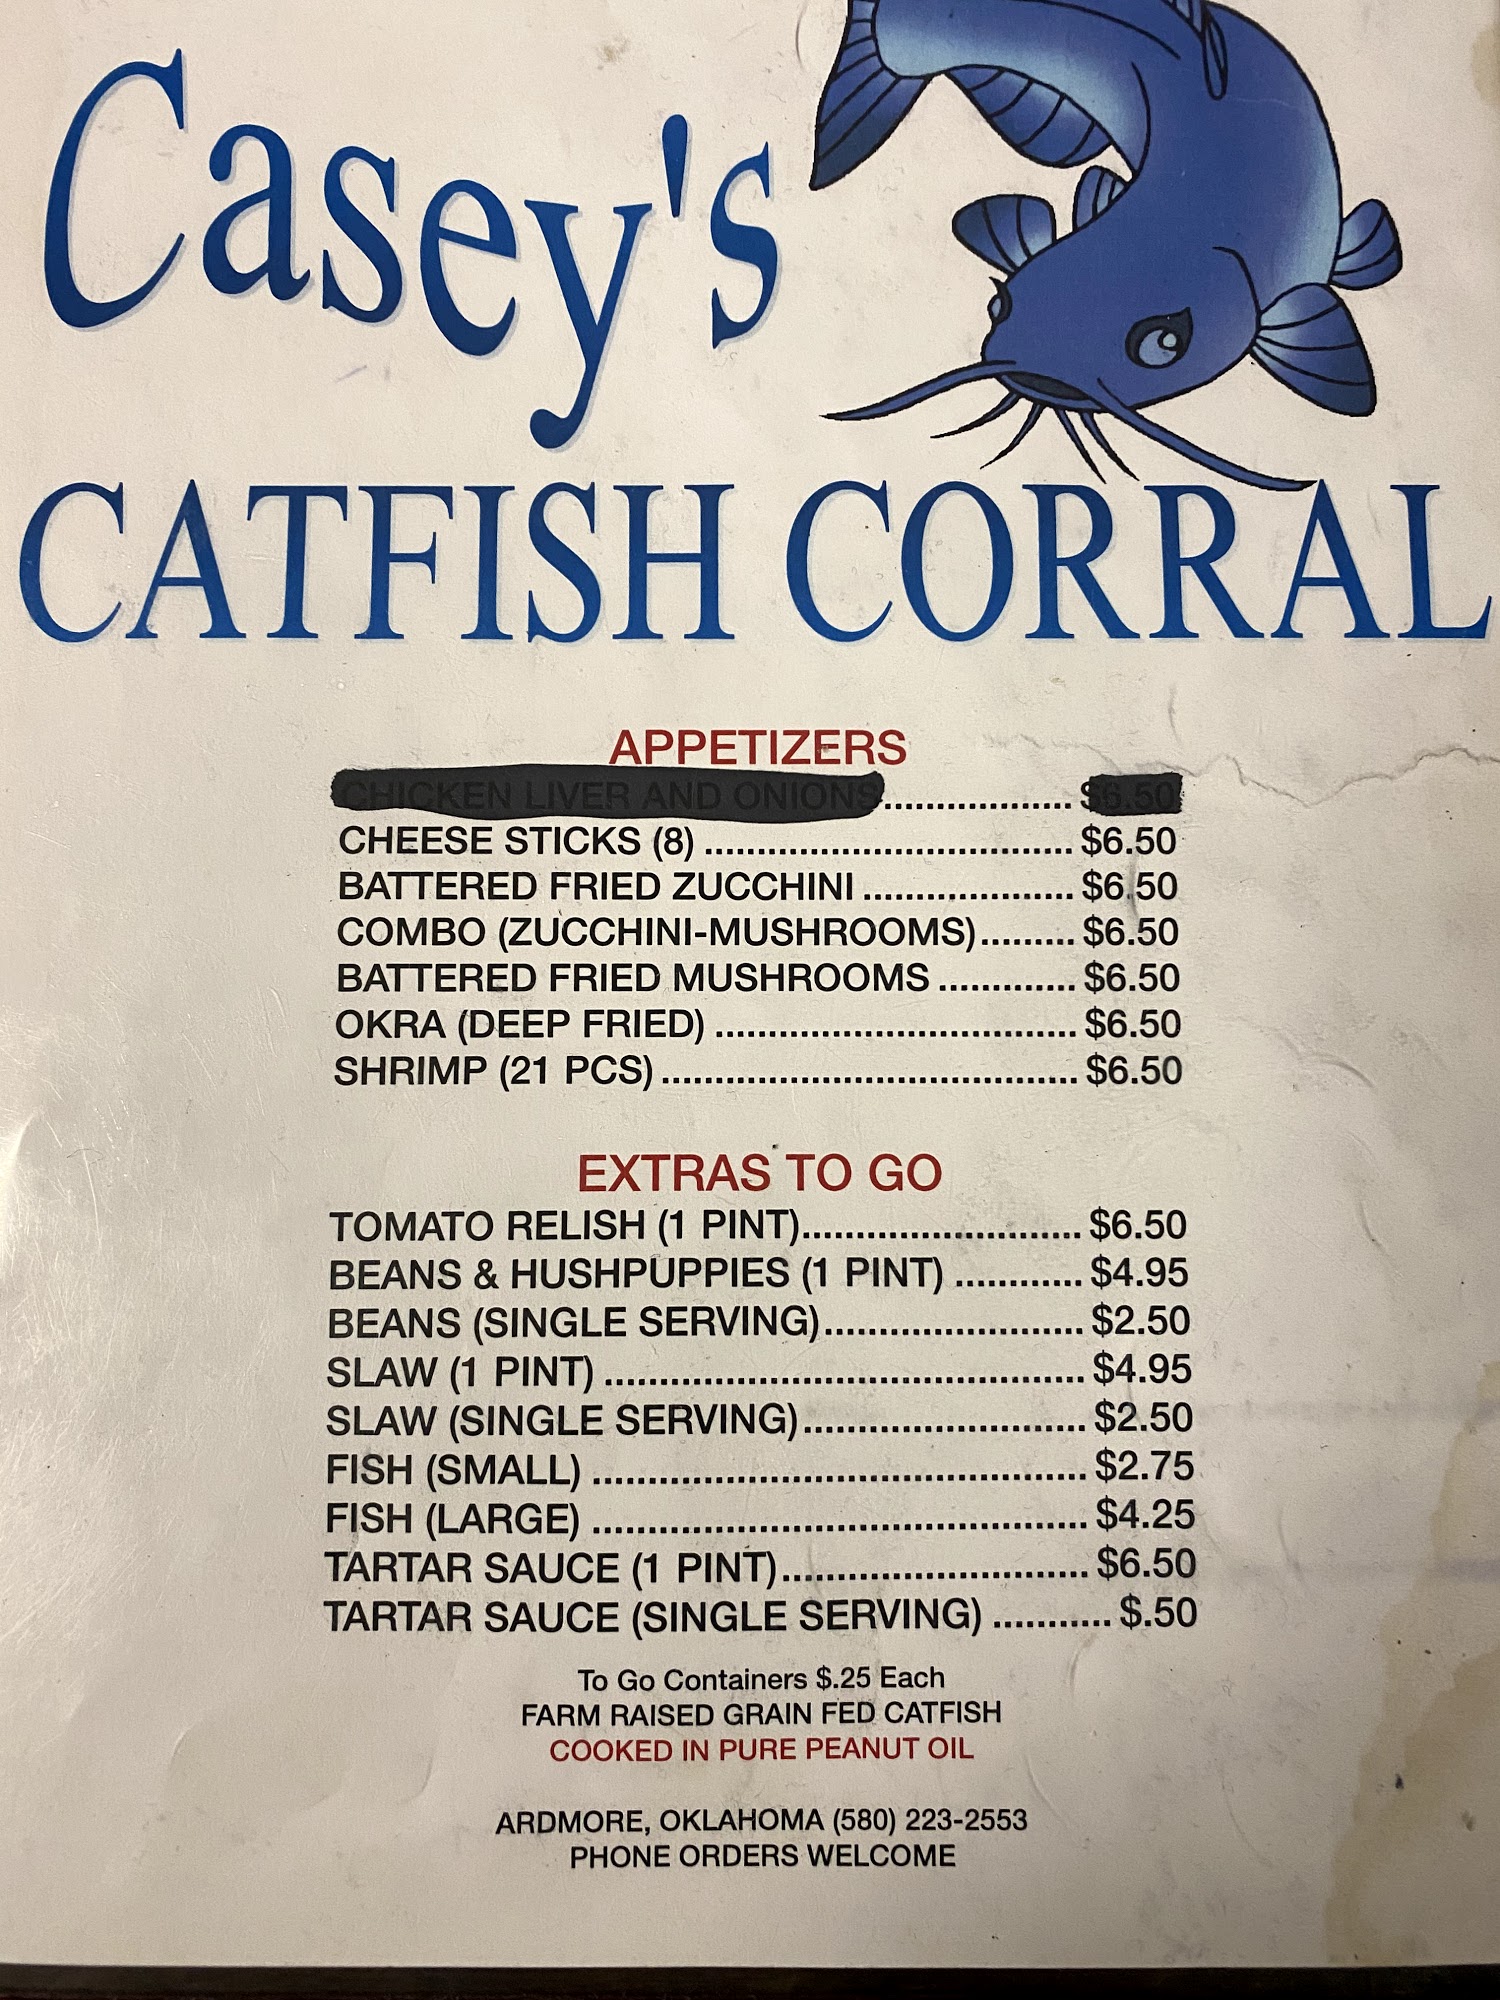 Casey's
CATFISH CORRAL
APPETIZERS
CHICKEN LIVER AND ONIONS.................. $6.50
CHEESE STICKS (8) ................................... $6.50
BATTERED FRIED ZUCCHINI .................... $6.50
COMBO (ZUCCHINI-MUSHROOMS)......... $6.50
BATTERED FRIED MUSHROOMS ............. $6.50
OKRA (DEEP FRIED) .................................. $6.50
SHRIMP (21 PCS) ....................................... $6.50
EXTRAS TO GO
TOMATO RELISH (1 PINT).......................... $6.50
BEANS & HUSHPUPPIES (1 PINT) ............ $4.95
BEANS (SINGLE SERVING)........................ $2.50
SLAW (1 PINT) ............................................ $4.95
SLAW (SINGLE SERVING).......................... $2.50
FISH (SMALL) ............................................. $2.75
FISH (LARGE) ............................................. $4.25
TARTAR SAUCE (1 PINT)............................ $6.50
TARTAR SAUCE (SINGLE SERVING) ........... $.50
To Go Containers $.25 Each
FARM RAISED GRAIN FED CATFISH
COOKED IN PURE PEANUT OIL
ARDMORE, OKLAHOMA (580) 223-2553
PHONE ORDERS WELCOME